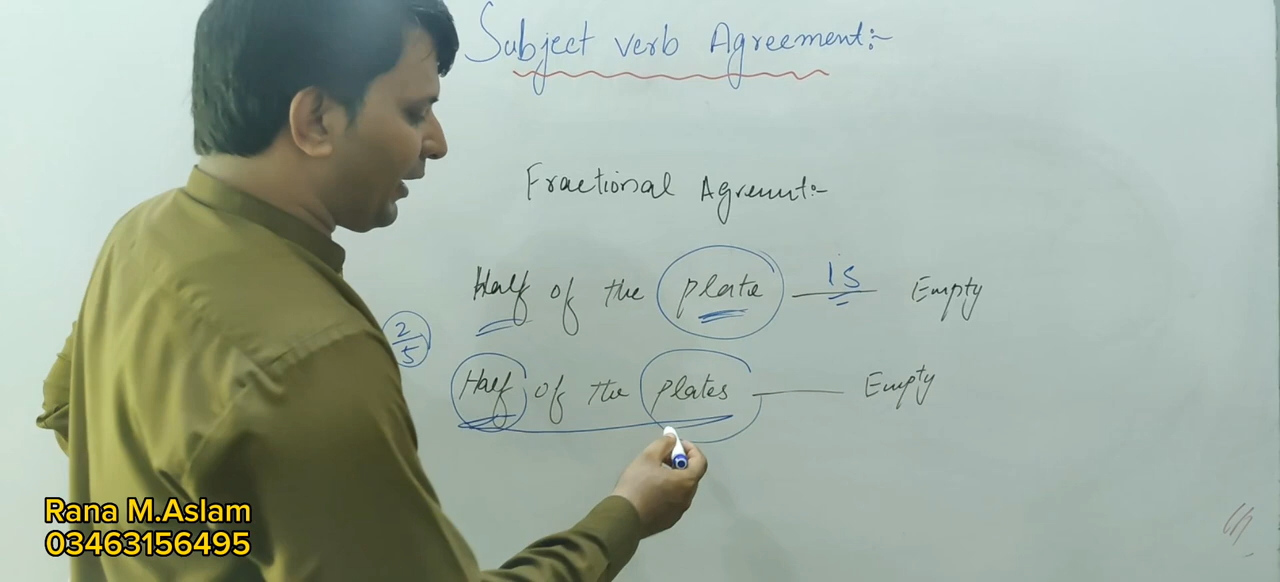 Subject verb Agreement:-
Fractional Agremnt:-
Half of the plate is Empty
2/5
Half of the plates Empty
Rana M.Aslam
03463156495